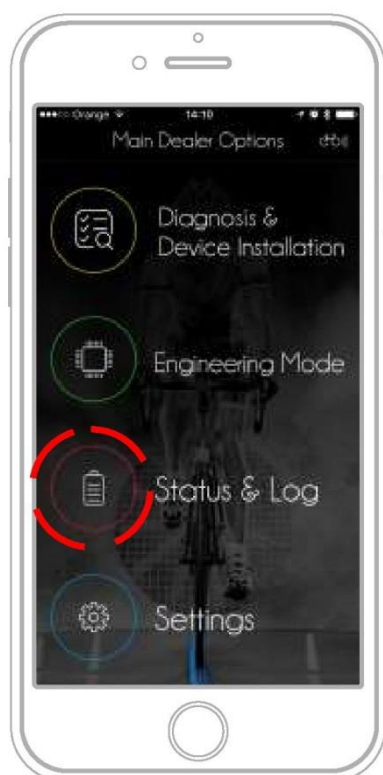 Orange 14:10
Main Dealer Options
Diagnosis &
Device Installation
Engineering Mode
Status & Log
Settings